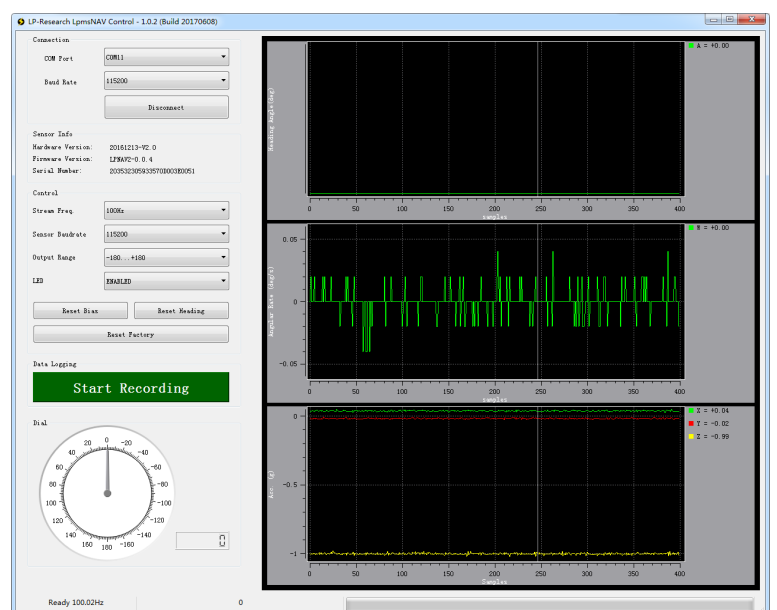 LP-Research LpmsNAV Control - 1.0.2 (Build 20170608)
Connection
COM Port COM11
Baud Rate 115200
Disconnect
Sensor Info
Hardware Version: 20161213-V2.0
Firmware Version: LPNAV2-0.0.4
Serial Number: 203532305933570D003E0051
Control
Stream Freq. 100Hz
Sensor Baudrate 115200
Output Range -180...+180
LED ENABLED
Reset Bias Reset Heading
Reset Factory
Data Logging
Start Recording
Dial
0
20 -20
40 -40
60 -60
80 -80
100 -100
120 -120
140 -140
160 180 -160
0
Heading Angle(deg)
A = +0.00
0 50 100 150 200 250 300 350 400
samples
Angular Rate (deg/s)
0.05
0
-0.05
R = +0.00
0 50 100 150 200 250 300 350 400
samples
Acc. (g)
0
-0.5
-1
X = +0.04
Y = -0.02
Z = -0.99
0 50 100 150 200 250 300 350 400
Samples
Ready 100.02Hz 0